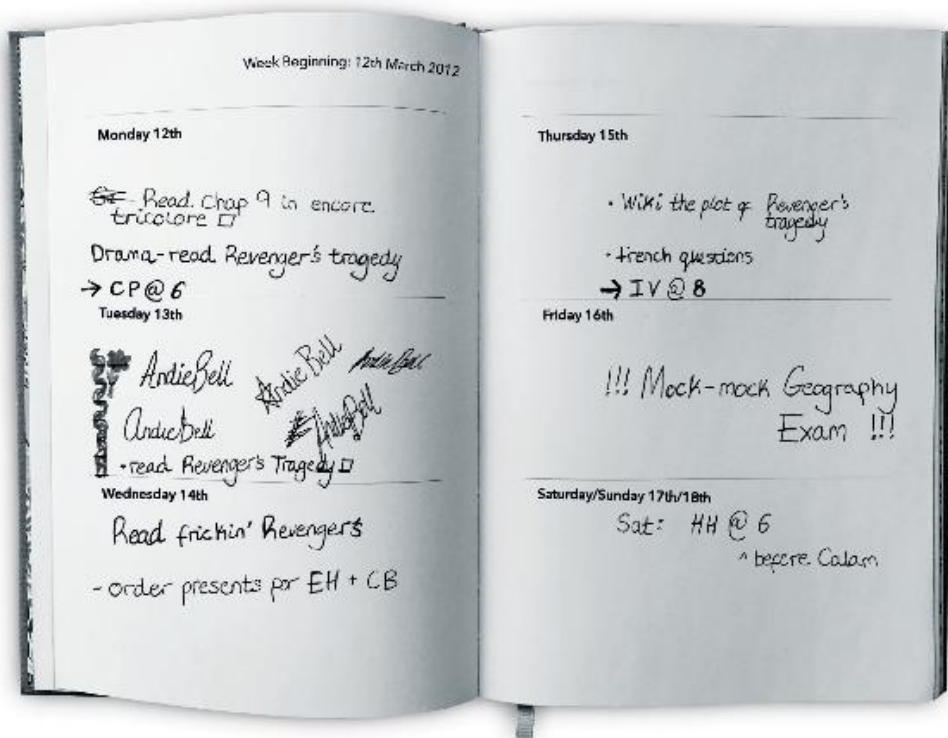 Week Beginning: 12th March 2012
Monday 12th
Read Chap 9 in encore
tricolore
Drama-read Revenger's tragedy
→ CP @ 6
Tuesday 13th
AndieBell
Andie Bell
AndieBell
AndieBell
AndieBell
•read Revenger's Tragedy
Wednesday 14th
Read frickin' Revengers
- order presents for EH + CB
Thursday 15th
• Wiki the plot of Revenger's
tragedy
• french questions
→ IV @ 8
Friday 16th
!!! Mock-mock Geography
Exam !!!
Saturday/Sunday 17th/18th
Sat: HH @ 6
^ before Calam